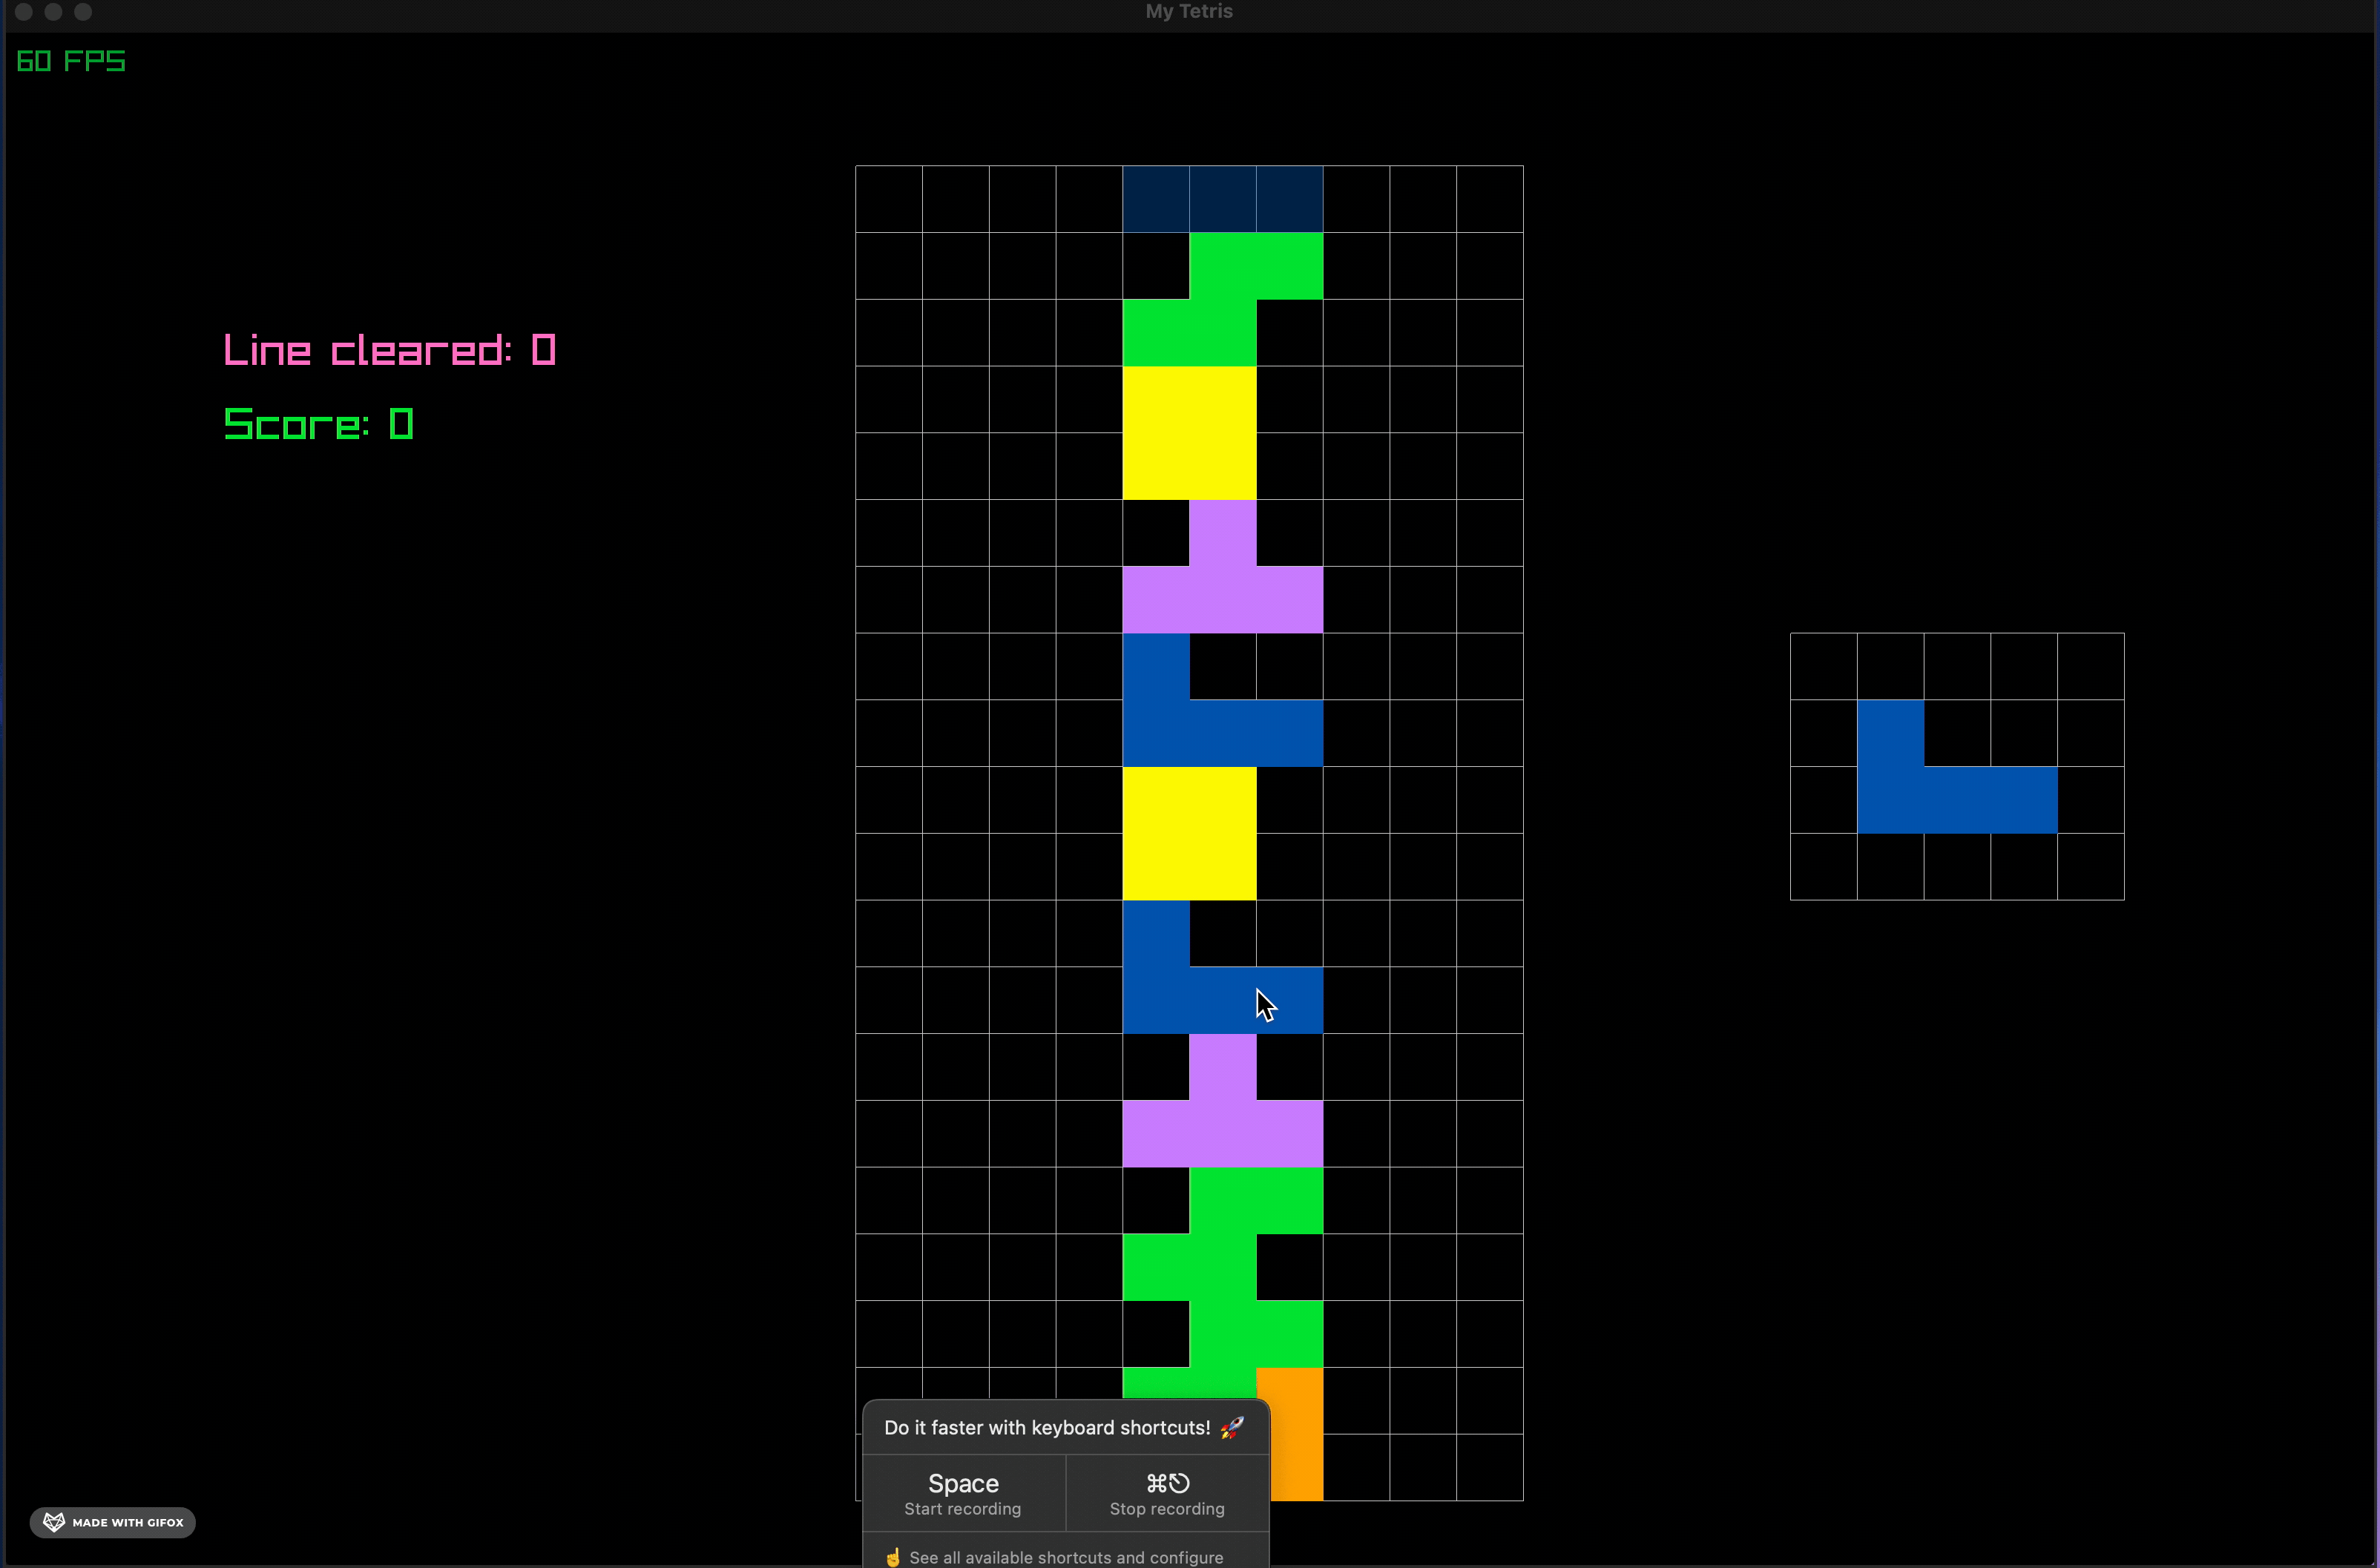 My Tetris
60 FPS
Line cleared: 0
Score: 0
Do it faster with keyboard shortcuts! 🚀
Space
Start recording
⌘⎋
Stop recording
☝️ See all available shortcuts and configure
MADE WITH GIFOX